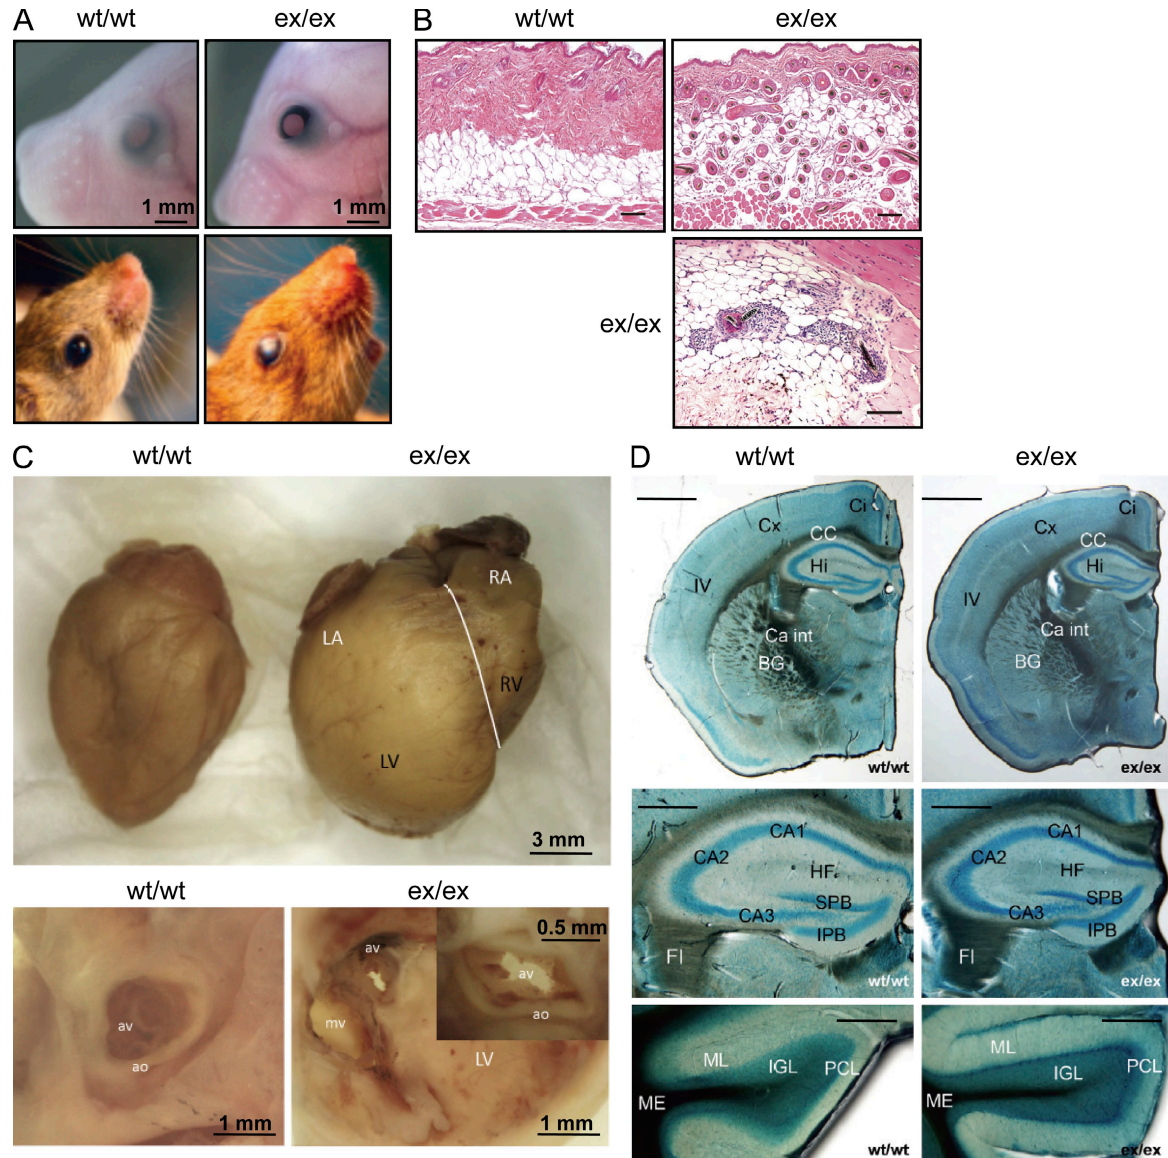 A wt/wt ex/ex
1 mm 1 mm
B wt/wt ex/ex
ex/ex
C wt/wt ex/ex
RA
LA
RV
LV
3 mm
wt/wt ex/ex
av
ao
1 mm
av
mv
LV
0.5 mm
av
ao
1 mm
D wt/wt ex/ex
Ci
Cx
CC
Hi
IV
Ca int
BG
wt/wt
Ci
Cx
CC
Hi
IV
Ca int
BG
ex/ex
CA1
CA2
HF
SPB
CA3
IPB
FI
wt/wt
CA1
CA2
HF
SPB
CA3
IPB
FI
ex/ex
ML
IGL
PCL
ME
wt/wt
ML
IGL
PCL
ME
ex/ex